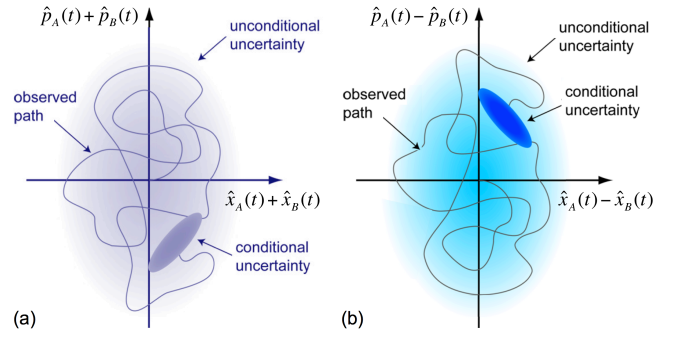 p̂_A(t) + p̂_B(t)
unconditional
uncertainty
observed
path
x̂_A(t) + x̂_B(t)
conditional
uncertainty
(a)
p̂_A(t) − p̂_B(t)
unconditional
uncertainty
observed
path
conditional
uncertainty
x̂_A(t) − x̂_B(t)
(b)